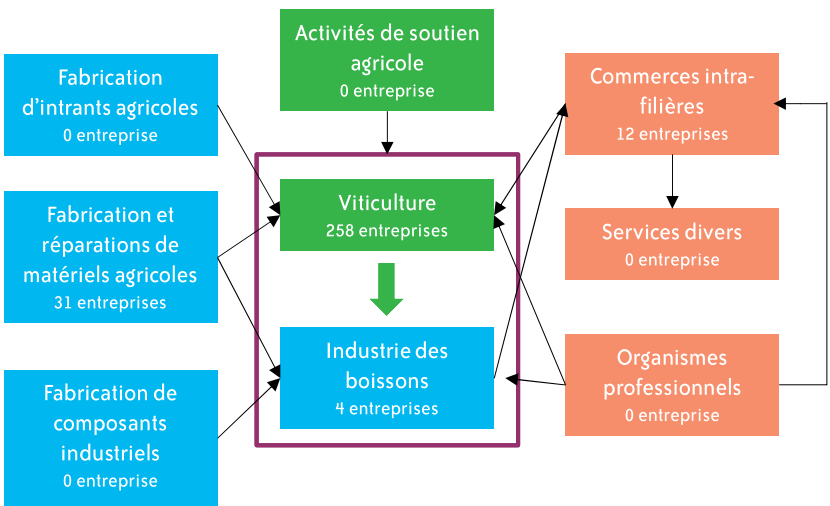 Activités de soutien
agricole
0 entreprise
Fabrication
d'intrants agricoles
0 entreprise
Commerces intra-
filières
12 entreprises
Viticulture
258 entreprises
Fabrication et
réparations de
matériels agricoles
31 entreprises
Services divers
0 entreprise
Industrie des
boissons
4 entreprises
Organismes
professionnels
0 entreprise
Fabrication de
composants
industriels
0 entreprise